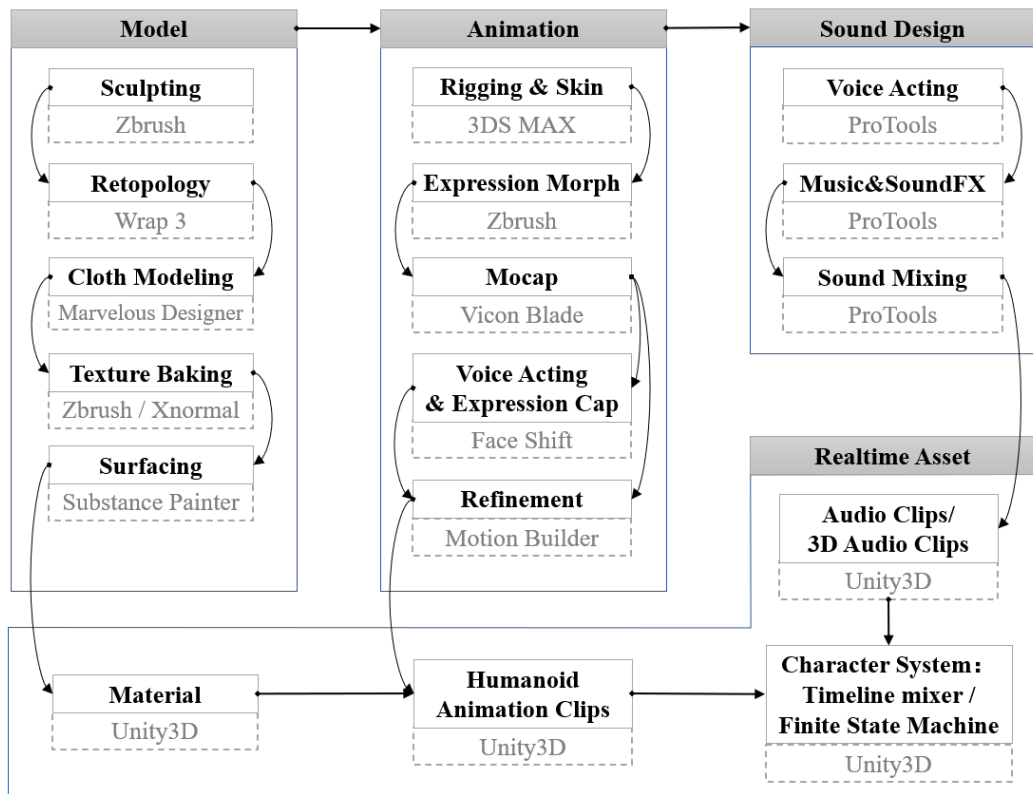 Model
Sculpting
Zbrush
Retopology
Wrap 3
Cloth Modeling
Marvelous Designer
Texture Baking
Zbrush / Xnormal
Surfacing
Substance Painter
Animation
Rigging & Skin
3DS MAX
Expression Morph
Zbrush
Mocap
Vicon Blade
Voice Acting
& Expression Cap
Face Shift
Refinement
Motion Builder
Sound Design
Voice Acting
ProTools
Music&SoundFX
ProTools
Sound Mixing
ProTools
Realtime Asset
Audio Clips/
3D Audio Clips
Unity3D
Material
Unity3D
Humanoid
Animation Clips
Unity3D
Character System：
Timeline mixer /
Finite State Machine
Unity3D